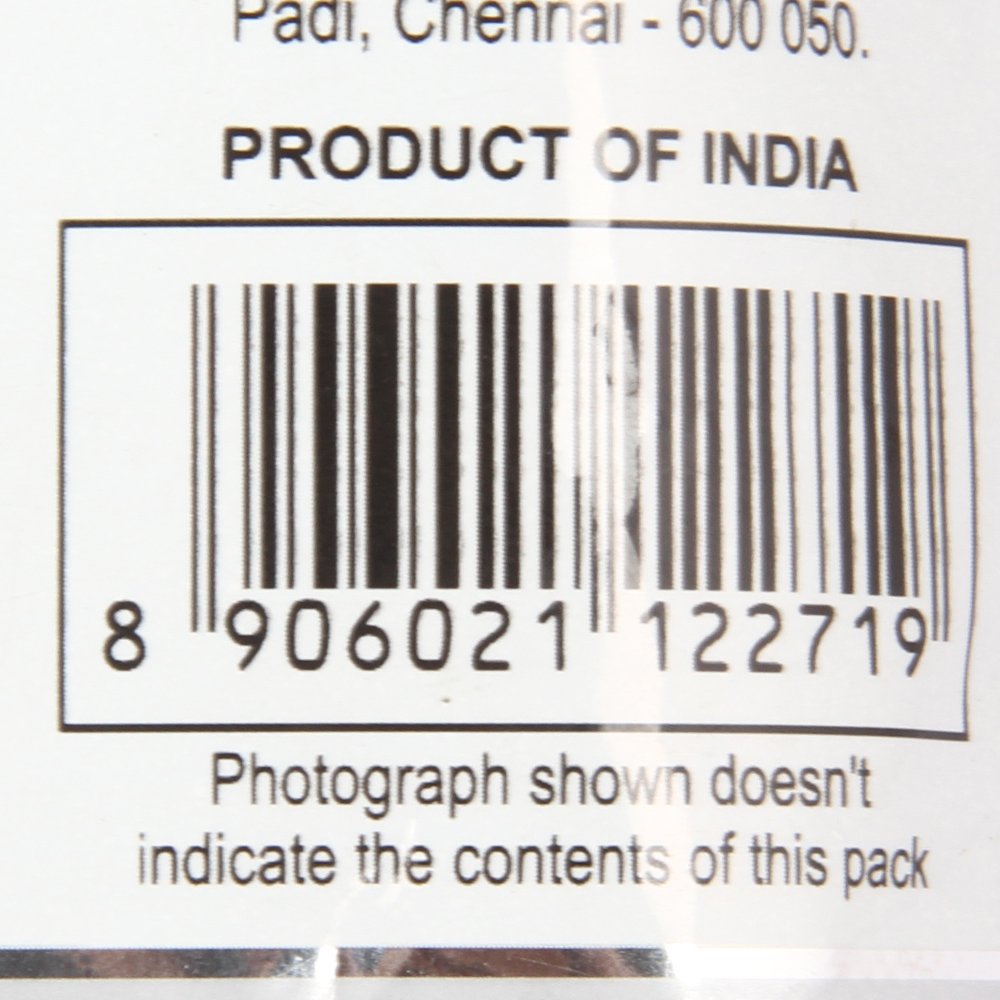 Padi, Chennai - 600 050.
PRODUCT OF INDIA
8 906021 122719
Photograph shown doesn't
indicate the contents of this pack